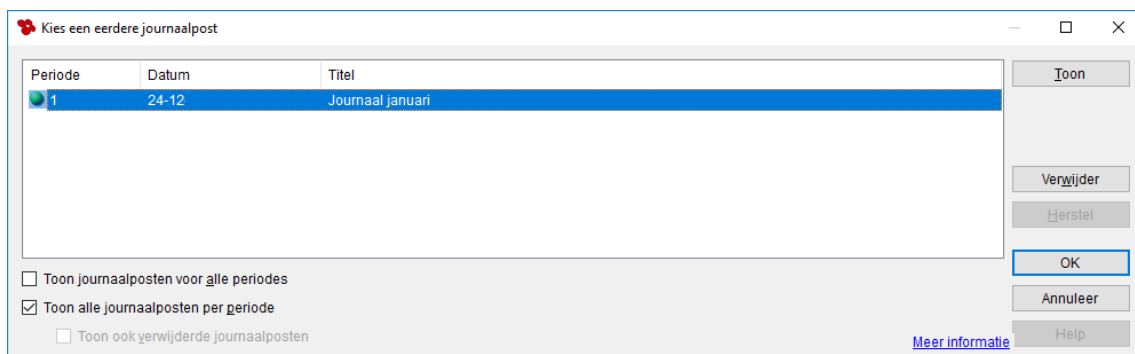 Kies een eerdere journaalpost
Periode Datum Titel
1 24-12 Journaal januari
Toon
Verwijder
Herstel
OK
Annuleer
Help
Toon journaalposten voor alle periodes
Toon alle journaalposten per periode
Toon ook verwijderde journaalposten
Meer informatie